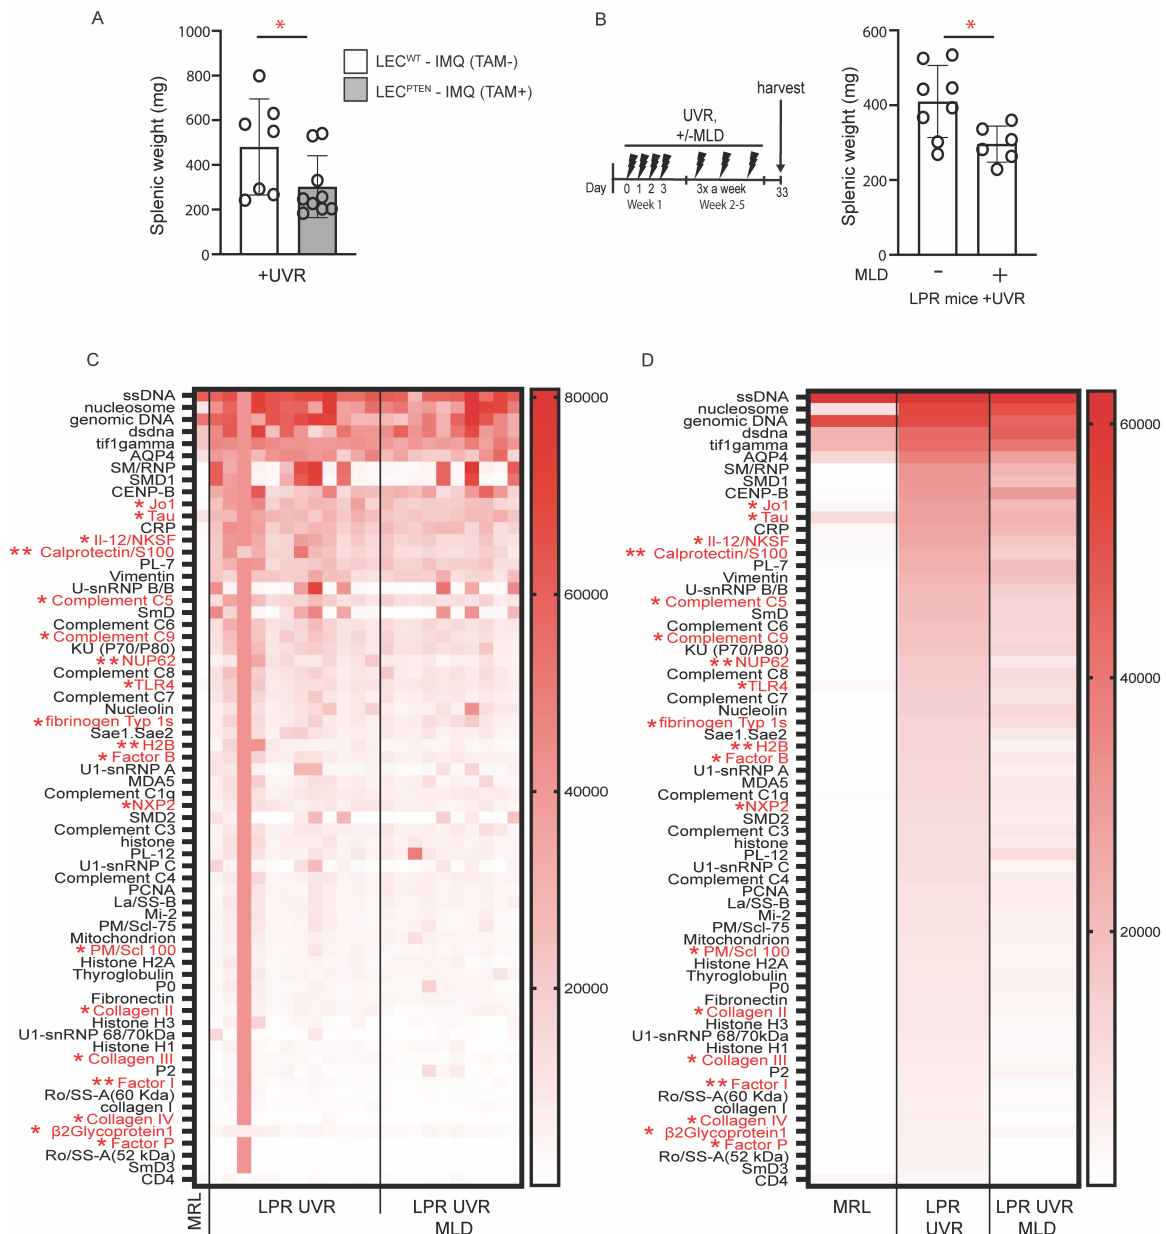 A
Splenic weight (mg)
1000
800
600
400
200
0
*
+UVR
LECWT - IMQ (TAM-)
LECPTEN - IMQ (TAM+)
B
UVR,
+/-MLD
harvest
Day
0 1 2 3
3x a week
33
Week 1
Week 2-5
Splenic weight (mg)
600
400
200
0
*
MLD - +
LPR mice +UVR
C
ssDNA
nucleosome
genomic DNA
dsdna
tif1gamma
AQP4
SM/RNP
SMD1
CENP-B
* Jo1
* Tau
CRP
* Il-12/NKSF
** Calprotectin/S100
PL-7
Vimentin
U-snRNP B/B
* Complement C5
SmD
Complement C6
* Complement C9
KU (P70/P80)
** NUP62
Complement C8
* TLR4
Complement C7
Nucleolin
* fibrinogen Typ 1s
Sae1.Sae2
** H2B
* Factor B
U1-snRNP A
MDA5
Complement C1q
* NXP2
SMD2
Complement C3
histone
PL-12
U1-snRNP C
Complement C4
PCNA
La/SS-B
Mi-2
PM/Scl-75
Mitochondrion
* PM/Scl 100
Histone H2A
Thyroglobulin
P0
Fibronectin
* Collagen II
Histone H3
U1-snRNP 68/70kDa
Histone H1
* Collagen III
P2
** Factor I
Ro/SS-A(60 Kda)
collagen I
* Collagen IV
* β2Glycoprotein1
* Factor P
Ro/SS-A(52 kDa)
SmD3
CD4
MRL
LPR UVR
LPR UVR
MLD
80000
60000
40000
20000
D
ssDNA
nucleosome
genomic DNA
dsdna
tif1gamma
AQP4
SM/RNP
SMD1
CENP-B
* Jo1
* Tau
CRP
* Il-12/NKSF
** Calprotectin/S100
PL-7
Vimentin
U-snRNP B/B
* Complement C5
SmD
Complement C6
* Complement C9
KU (P70/P80)
** NUP62
Complement C8
* TLR4
Complement C7
Nucleolin
* fibrinogen Typ 1s
Sae1.Sae2
** H2B
* Factor B
U1-snRNP A
MDA5
Complement C1q
* NXP2
SMD2
Complement C3
histone
PL-12
U1-snRNP C
Complement C4
PCNA
La/SS-B
Mi-2
PM/Scl-75
Mitochondrion
* PM/Scl 100
Histone H2A
Thyroglobulin
P0
Fibronectin
* Collagen II
Histone H3
U1-snRNP 68/70kDa
Histone H1
* Collagen III
P2
** Factor I
Ro/SS-A(60 Kda)
collagen I
* Collagen IV
* β2Glycoprotein1
* Factor P
Ro/SS-A(52 kDa)
SmD3
CD4
MRL
LPR
UVR
LPR UVR
MLD
60000
40000
20000